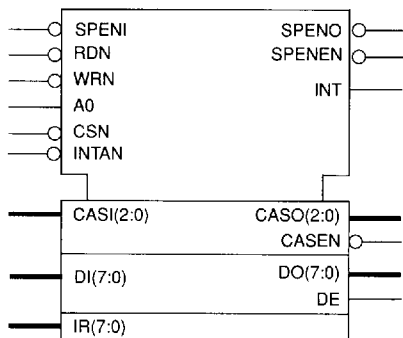 SPENI SPENO
RDN SPENEN
WRN INT
A0
CSN
INTAN
CASI(2:0) CASO(2:0)
CASEN
DI(7:0) DO(7:0)
DE
IR(7:0)